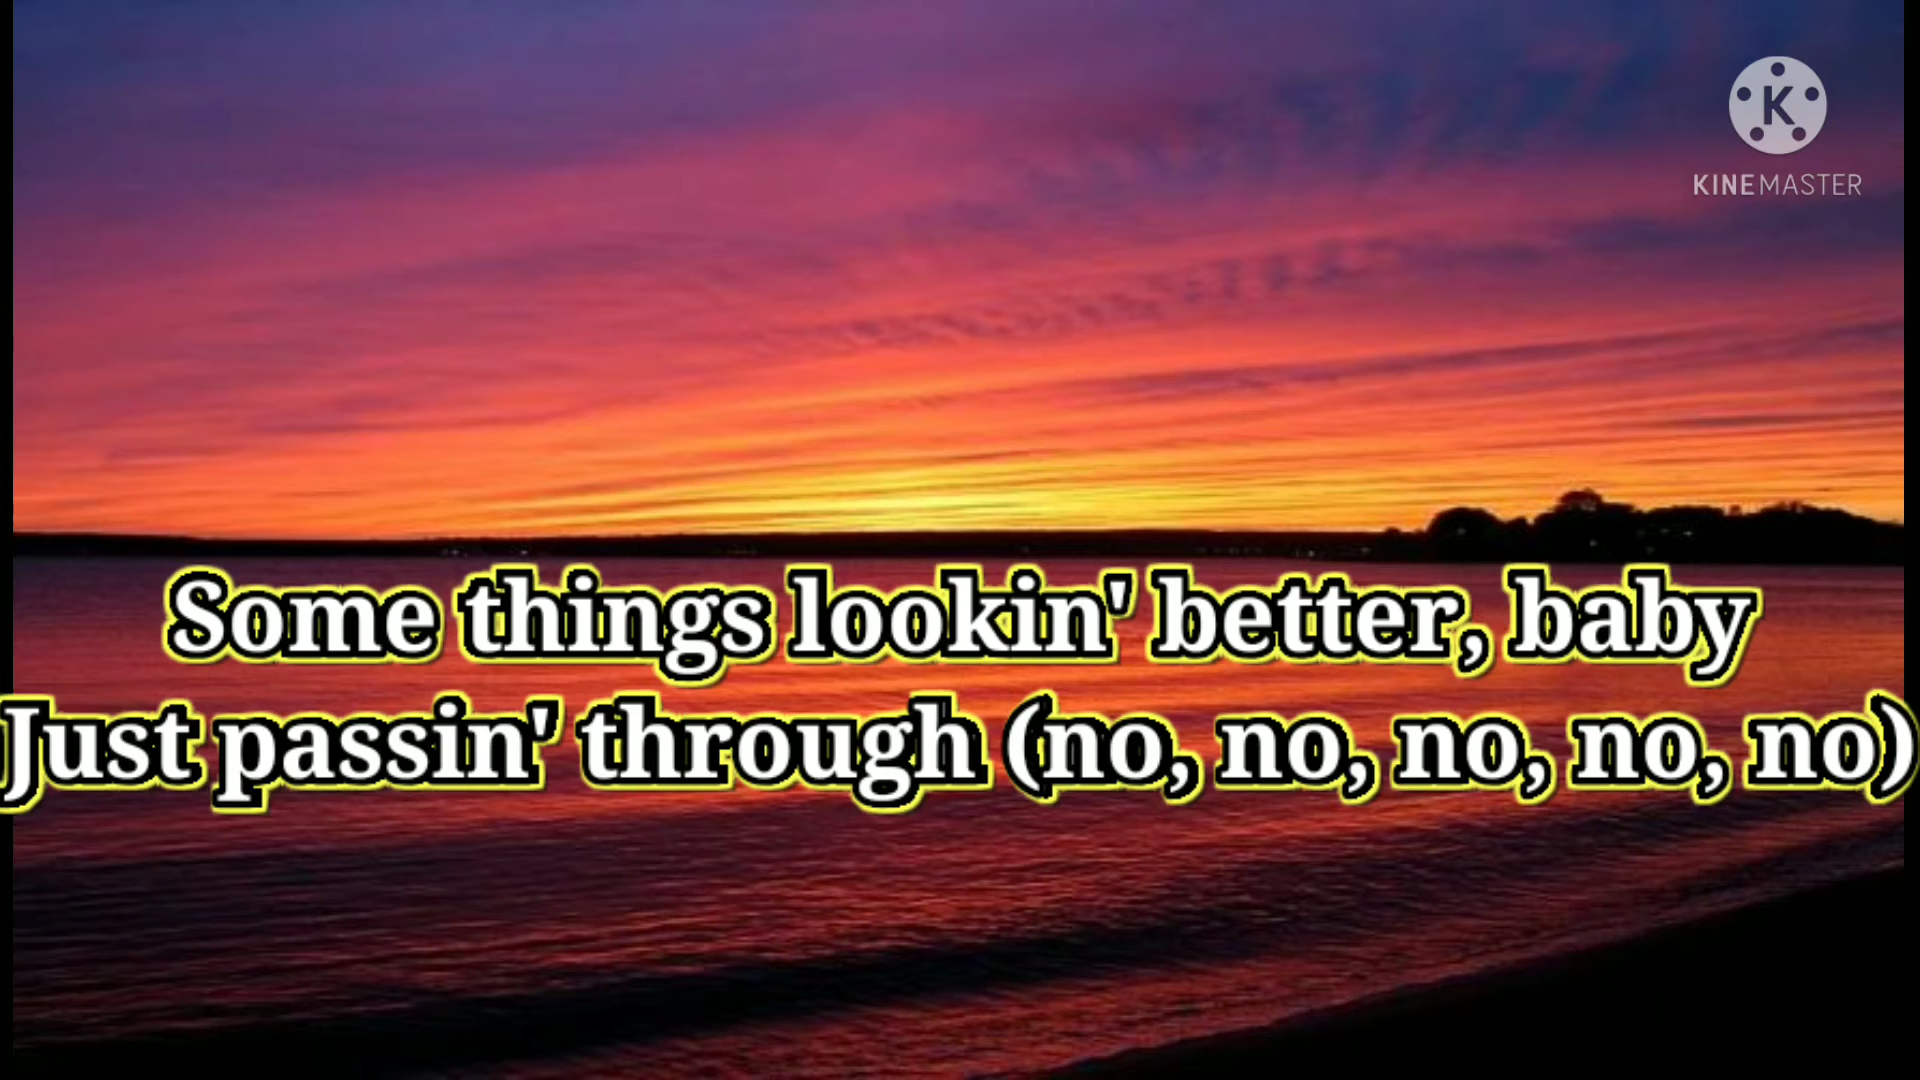 K
KINEMASTER
Some things lookin' better, baby
Just passin' through (no, no, no, no, no)